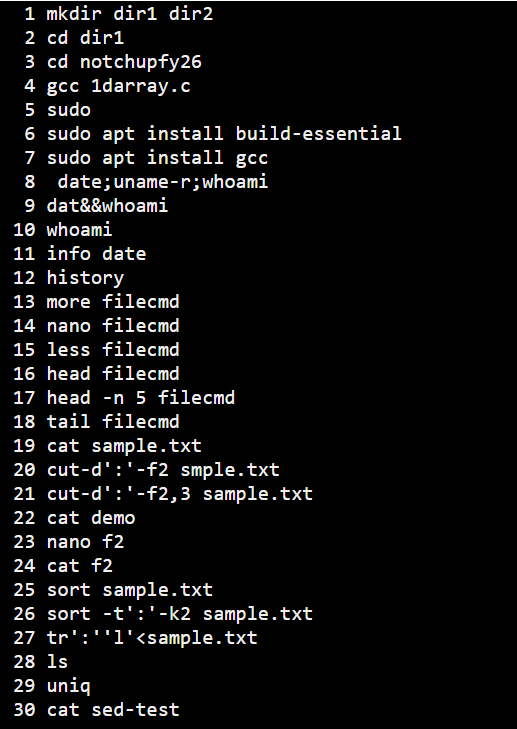 1 mkdir dir1 dir2
2 cd dir1
3 cd notchupfy26
4 gcc 1darray.c
5 sudo
6 sudo apt install build-essential
7 sudo apt install gcc
8  date;uname-r;whoami
9 dat&&whoami
10 whoami
11 info date
12 history
13 more filecmd
14 nano filecmd
15 less filecmd
16 head filecmd
17 head -n 5 filecmd
18 tail filecmd
19 cat sample.txt
20 cut-d':'-f2 smple.txt
21 cut-d':'-f2,3 sample.txt
22 cat demo
23 nano f2
24 cat f2
25 sort sample.txt
26 sort -t':'-k2 sample.txt
27 tr':''l'<sample.txt
28 ls
29 uniq
30 cat sed-test